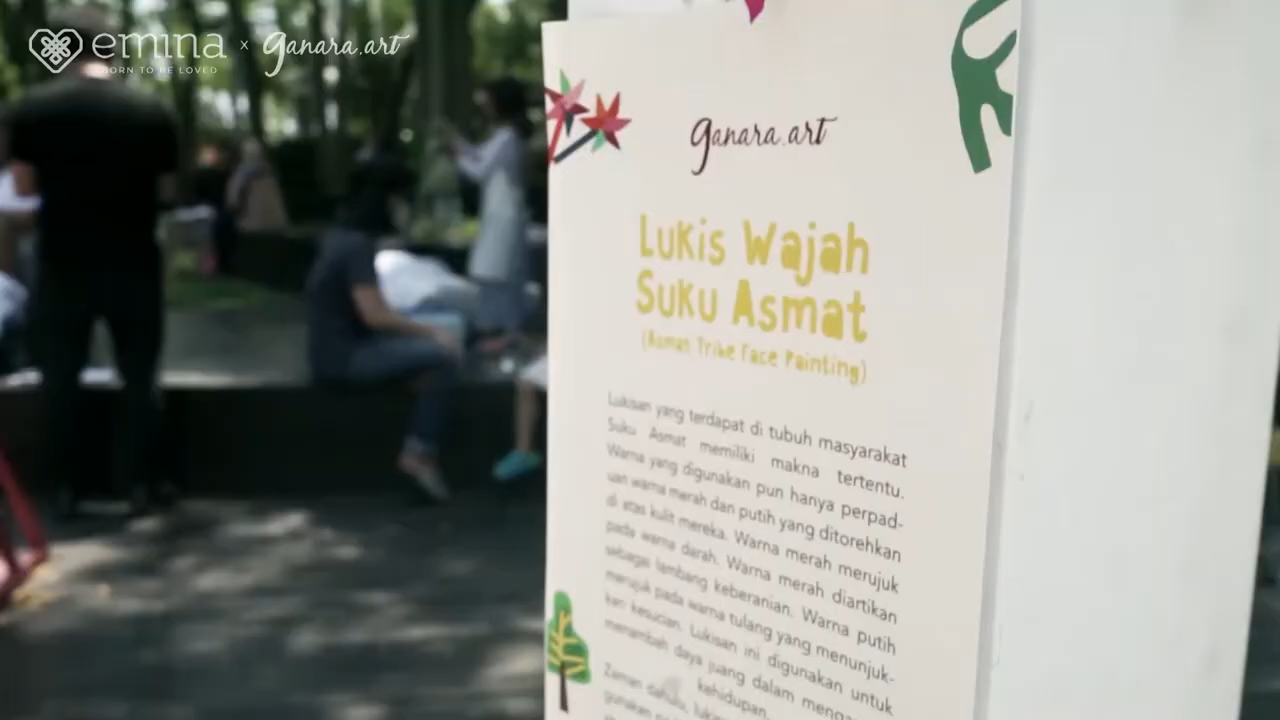 emina x ganara.art
BORN TO BE LOVED
ganara.art
Lukis Wajah
Suku Asmat
(Asmat Tribe Face Painting)
Lukisan yang terdapat di tubuh masyarakat
Suku Asmat memiliki makna tertentu.
Warna yang digunakan pun hanya perpad-
uan warna merah dan putih yang ditorehkan
di atas kulit mereka. Warna merah merujuk
pada warna darah. Warna merah diartikan
sebagai lambang keberanian. Warna putih
merujuk pada warna tulang yang menunjuk-
kan kesucian. Lukisan ini digunakan untuk
menambah daya juang dalam
kehidupan.
Zaman dahulu,